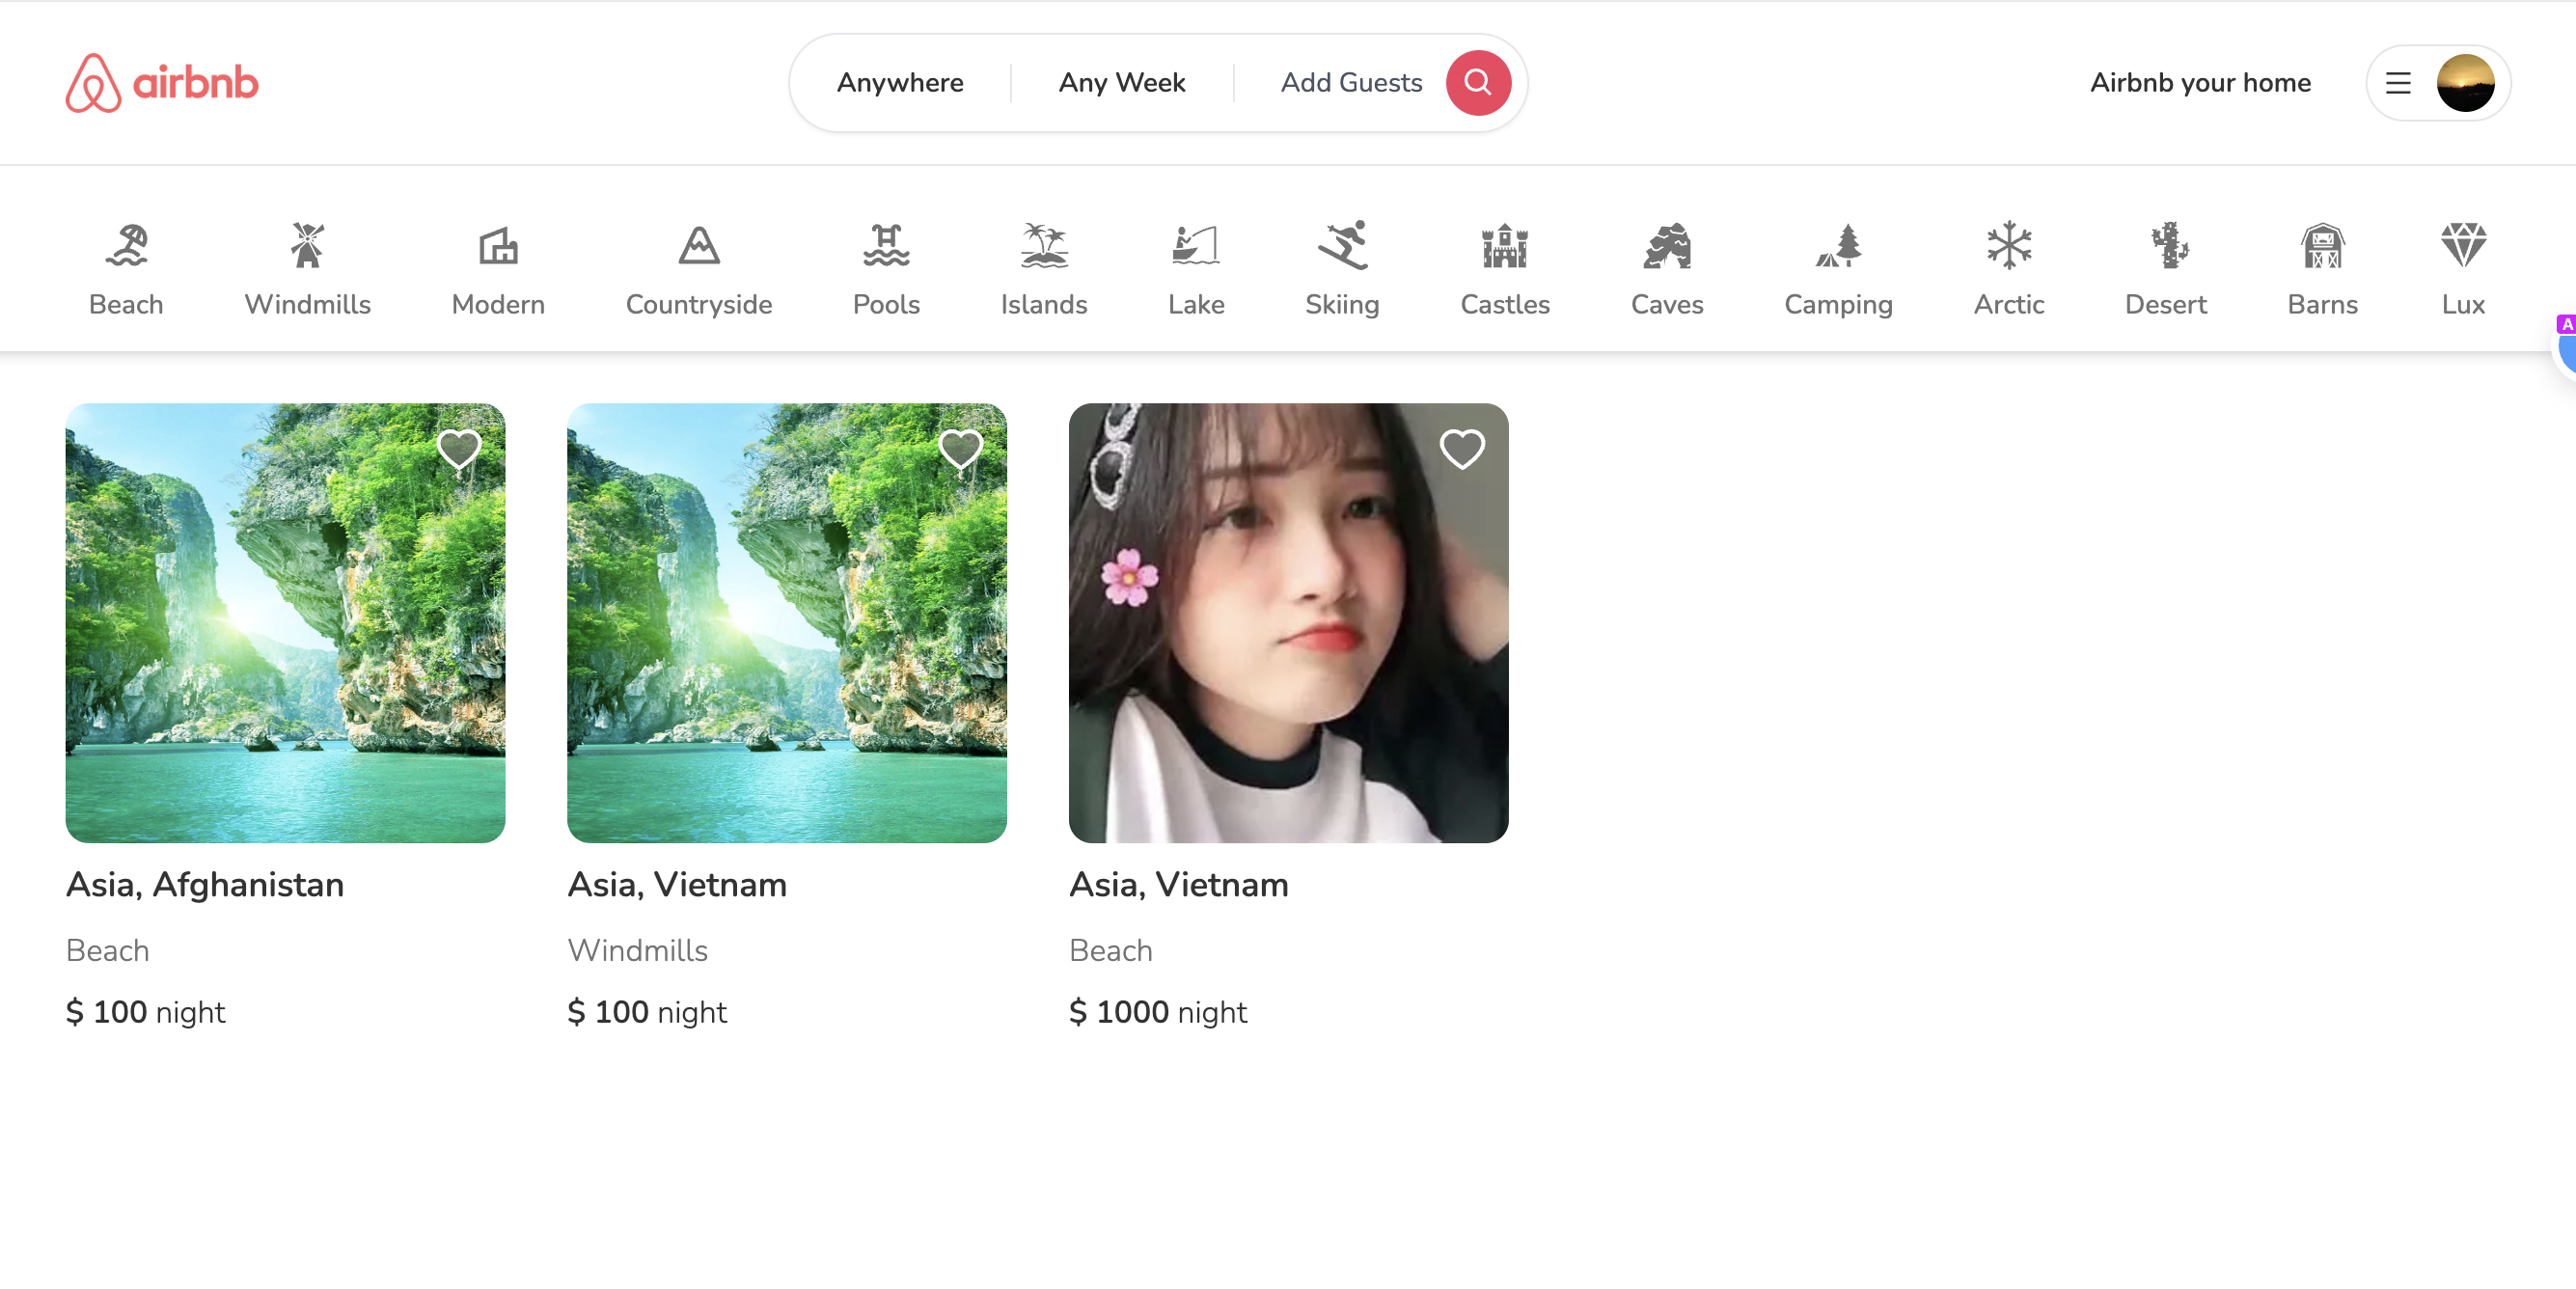 airbnb
Anywhere
Any Week
Add Guests
Airbnb your home
Beach
Windmills
Modern
Countryside
Pools
Islands
Lake
Skiing
Castles
Caves
Camping
Arctic
Desert
Barns
Lux
A
Asia, Afghanistan
Beach
$ 100 night
Asia, Vietnam
Windmills
$ 100 night
Asia, Vietnam
Beach
$ 1000 night